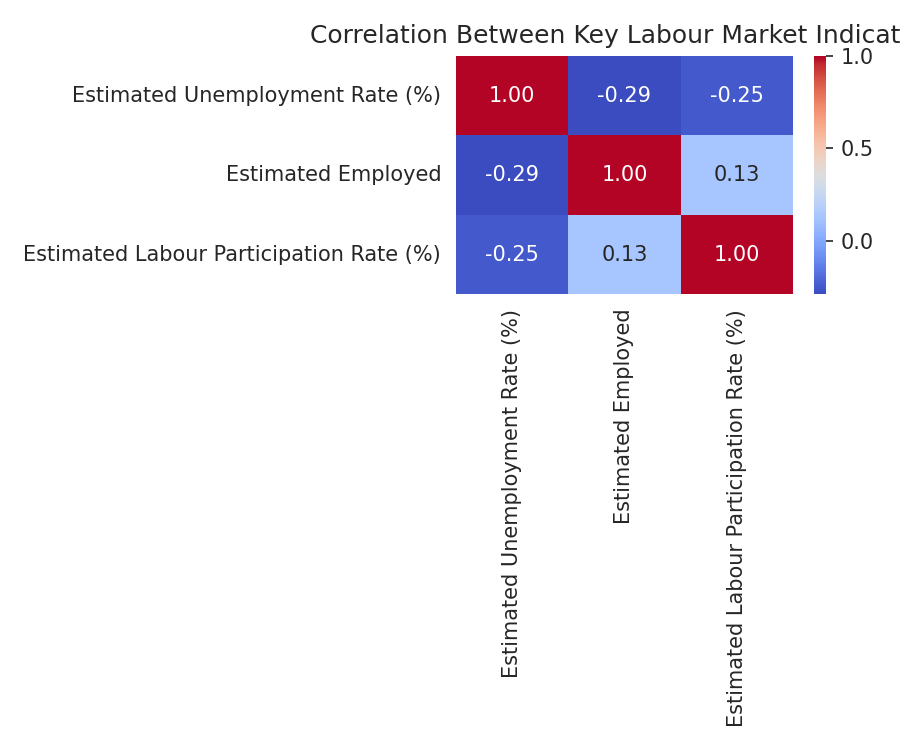 Correlation Between Key Labour Market Indicat
1.0
Estimated Unemployment Rate (%) 1.00 -0.29 -0.25
0.5
Estimated Employed -0.29 1.00 0.13
0.0
Estimated Labour Participation Rate (%) -0.25 0.13 1.00
Estimated Unemployment Rate (%)
Estimated Employed
Estimated Labour Participation Rate (%)